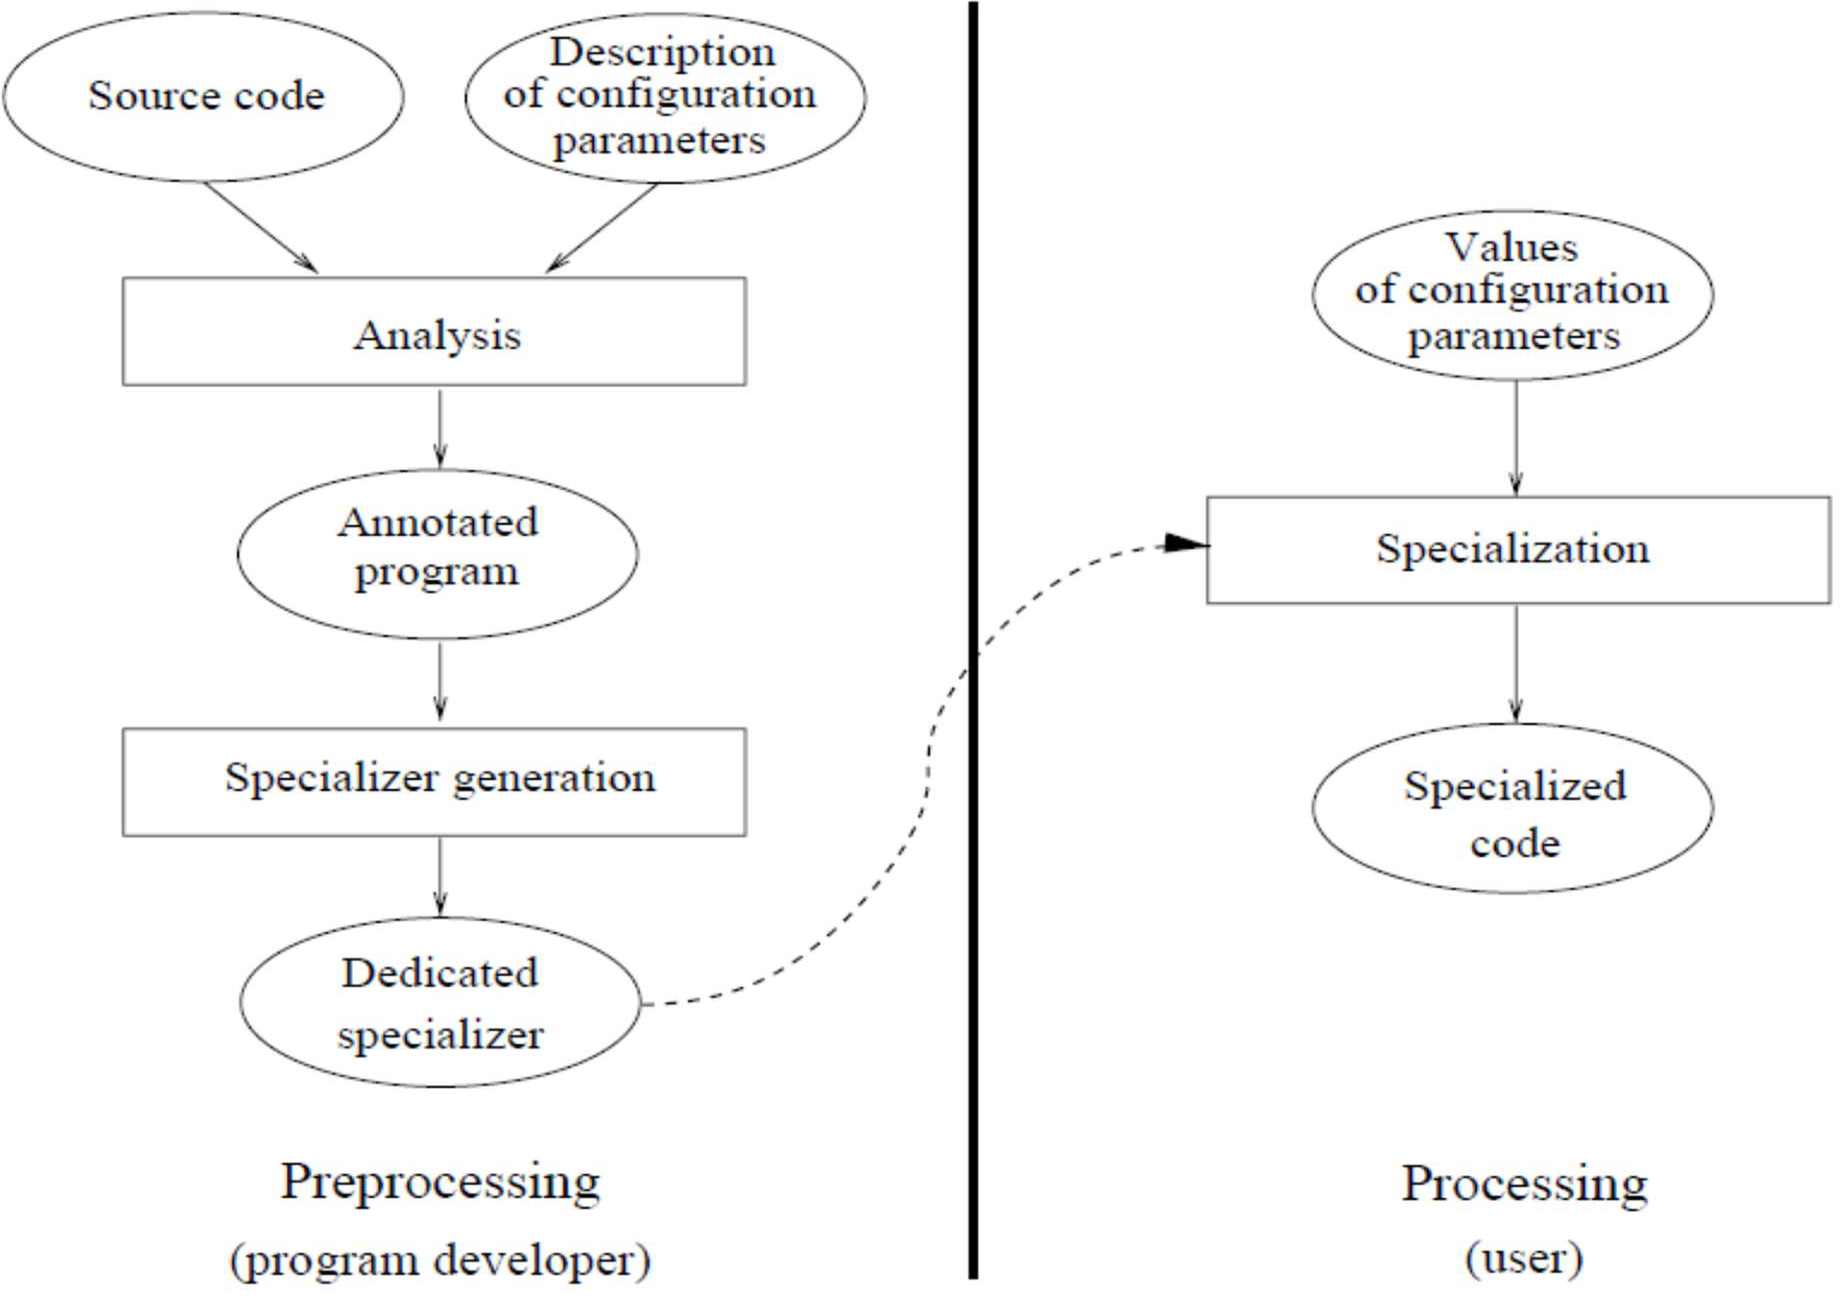 Source code
Description
of configuration
parameters
Analysis
Annotated
program
Specializer generation
Dedicated
specializer
Preprocessing
(program developer)
Values
of configuration
parameters
Specialization
Specialized
code
Processing
(user)